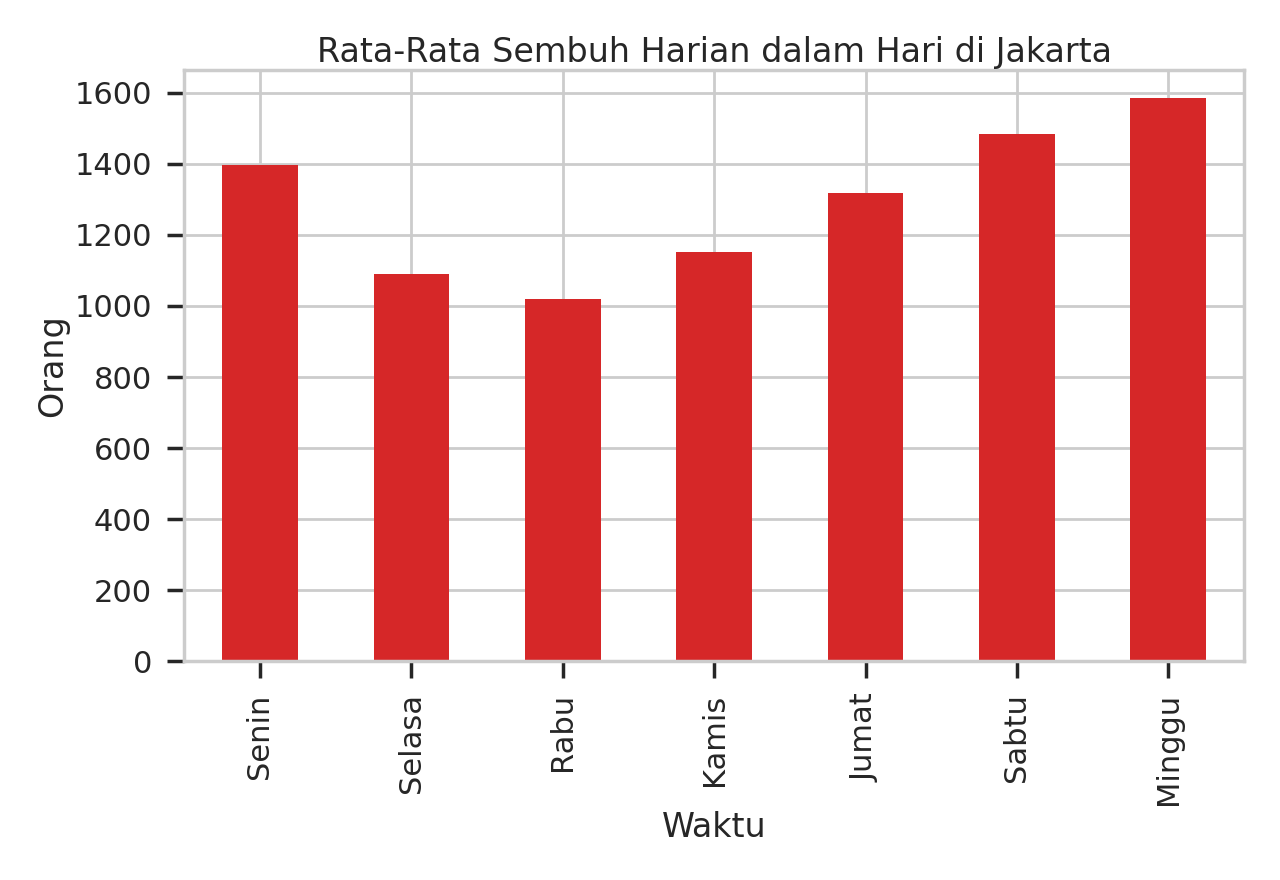 Rata-Rata Sembuh Harian dalam Hari di Jakarta
1600
1400
1200
1000
800
600
400
200
0
Orang
Senin
Selasa
Rabu
Kamis
Jumat
Sabtu
Minggu
Waktu